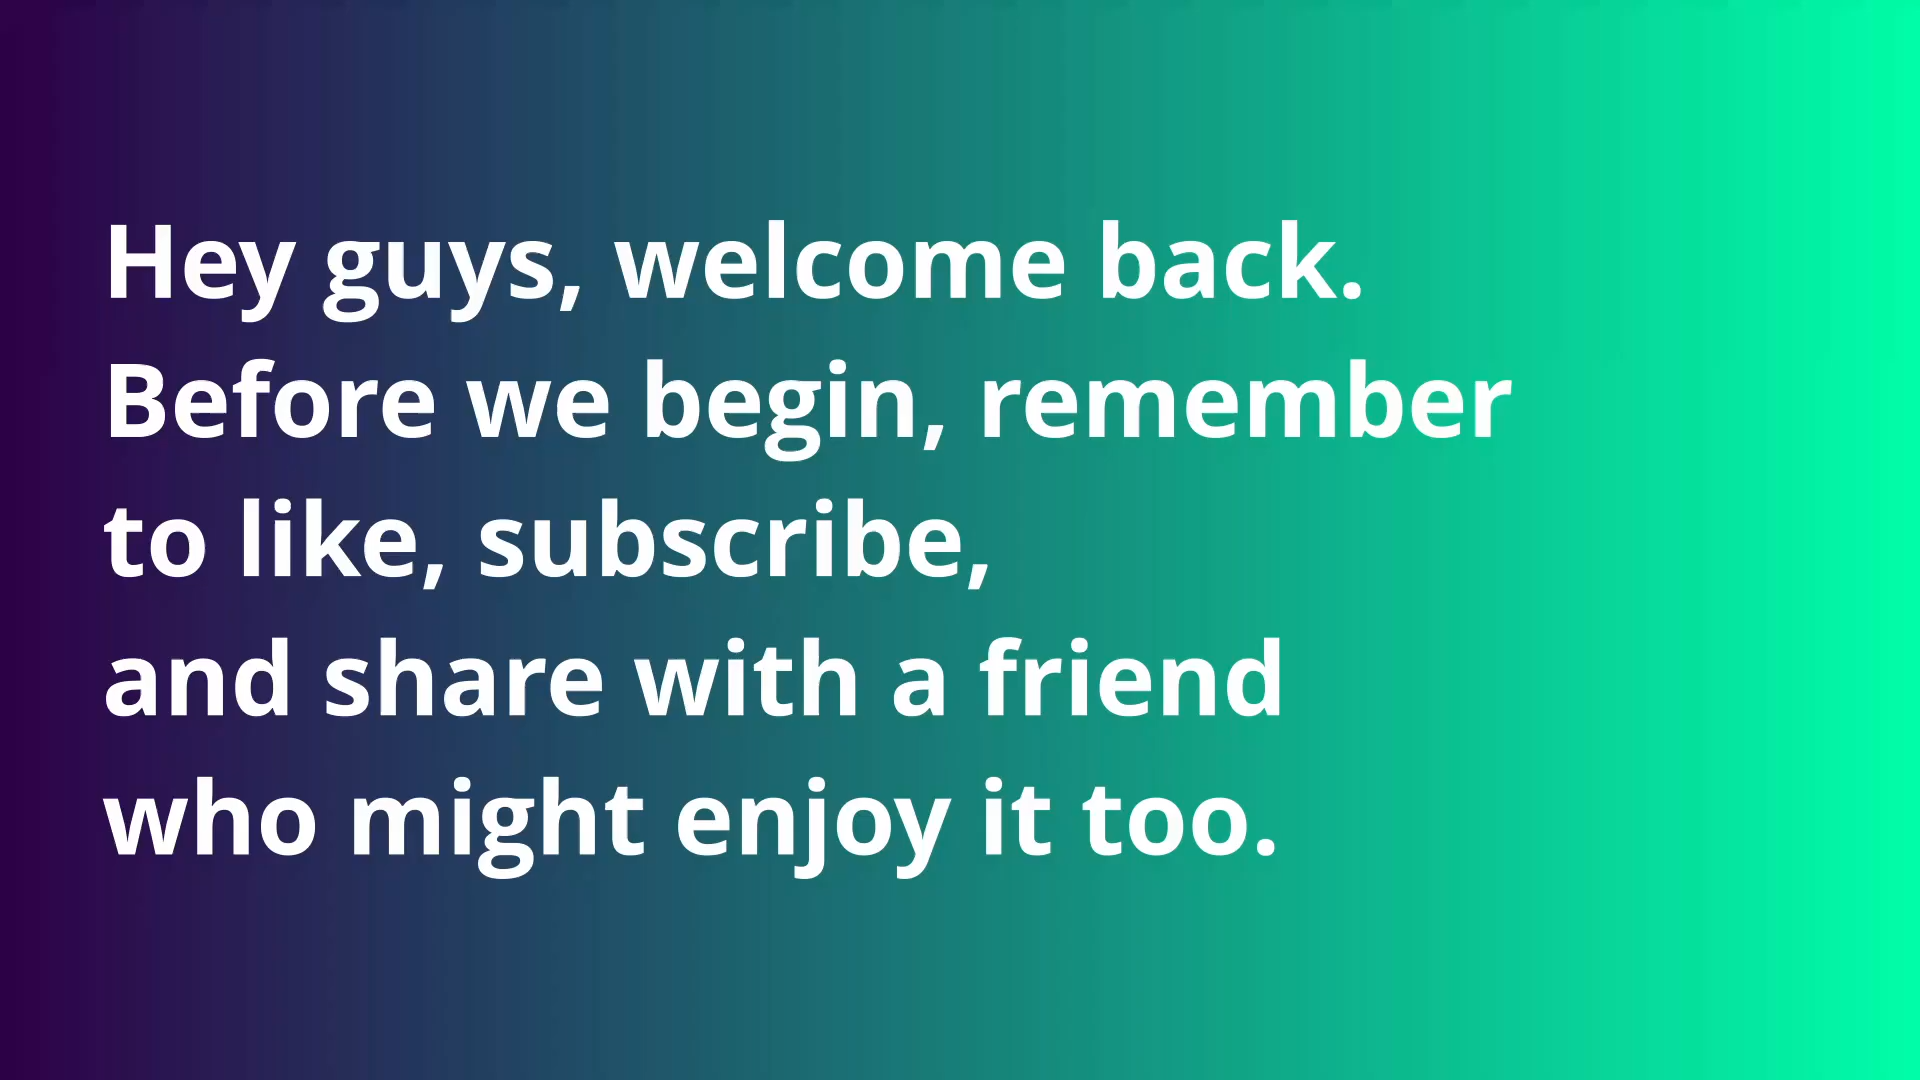 Hey guys, welcome back.
Before we begin, remember
to like, subscribe,
and share with a friend
who might enjoy it too.